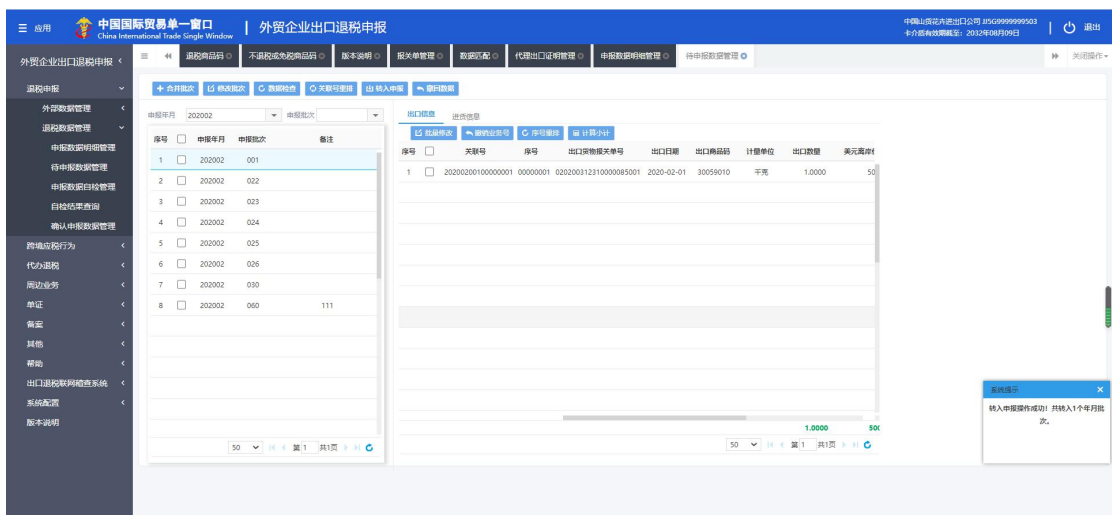 应用 中国国际贸易单一窗口 外贸企业出口退税申报
China International Trade Single Window
中国山货花卉进出口公司 JJ5G9999999503
卡介质有效期截至：2032年08月09日
退出
外贸企业出口退税申报
退税商品码 不退税或免税商品码 版本说明 报关单管理 数据匹配 代理出口证明管理 申报数据明细管理 待申报数据管理 关闭操作
退税申报
外部数据管理
退税数据管理
申报数据明细管理
待申报数据管理
申报数据自检管理
自检结果查询
确认申报数据管理
跨境应税行为
代办退税
周边业务
单证
备案
其他
帮助
出口退税联网稽查系统
系统配置
版本说明
合并批次 修改批次 数据检查 关联号重排 转入申报 撤回数据
申报年月 202002 申报批次
序号 申报年月 申报批次 备注
1 202002 001
2 202002 022
3 202002 023
4 202002 024
5 202002 025
6 202002 026
7 202002 030
8 202002 060 111
50 第 1 共1页
出口信息 进货信息
批量修改 撤销业务号 序号重排 计算小计
序号 关联号 序号 出口货物报关单号 出口日期 出口商品码 计量单位 出口数量 美元离岸价
1 20200200100000001 00000001 020200312310000085001 2020-02-01 30059010 千克 1.0000 50
1.0000 500
50 第 1 共1页
系统提示
转入申报操作成功！共转入1个年月批
次。